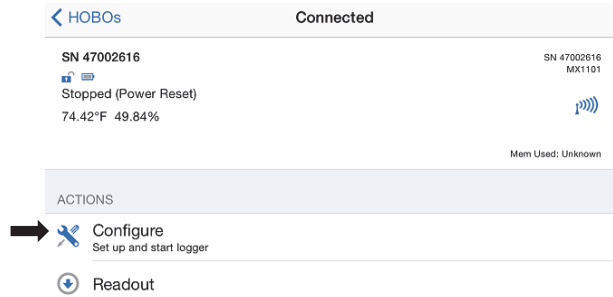 HOBOs
Connected
SN 47002616
SN 47002616
MX1101
Stopped (Power Reset)
74.42°F 49.84%
Mem Used: Unknown
ACTIONS
Configure
Set up and start logger
Readout